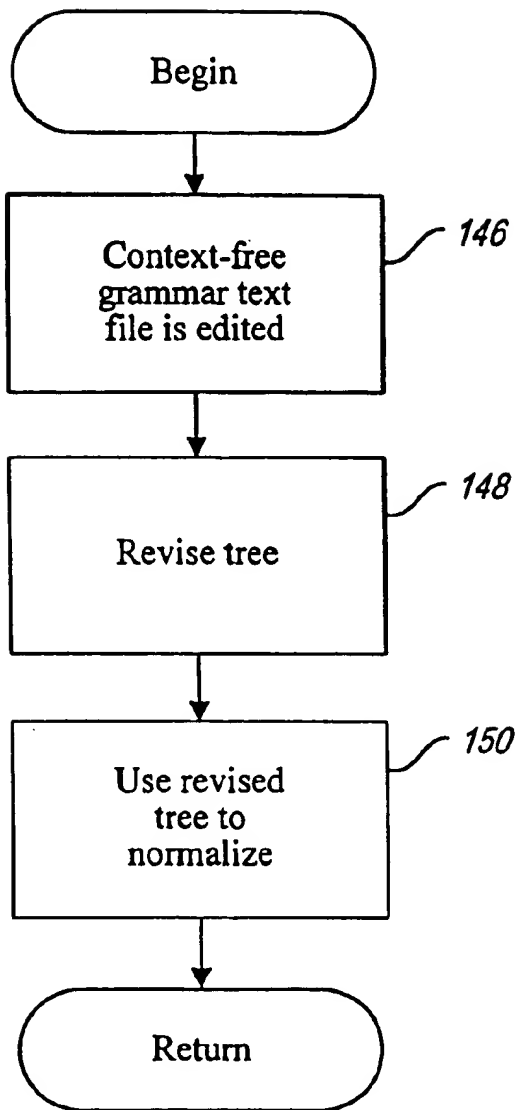 Begin
146
Context-free
grammar text
file is edited
148
Revise tree
150
Use revised
tree to
normalize
Return